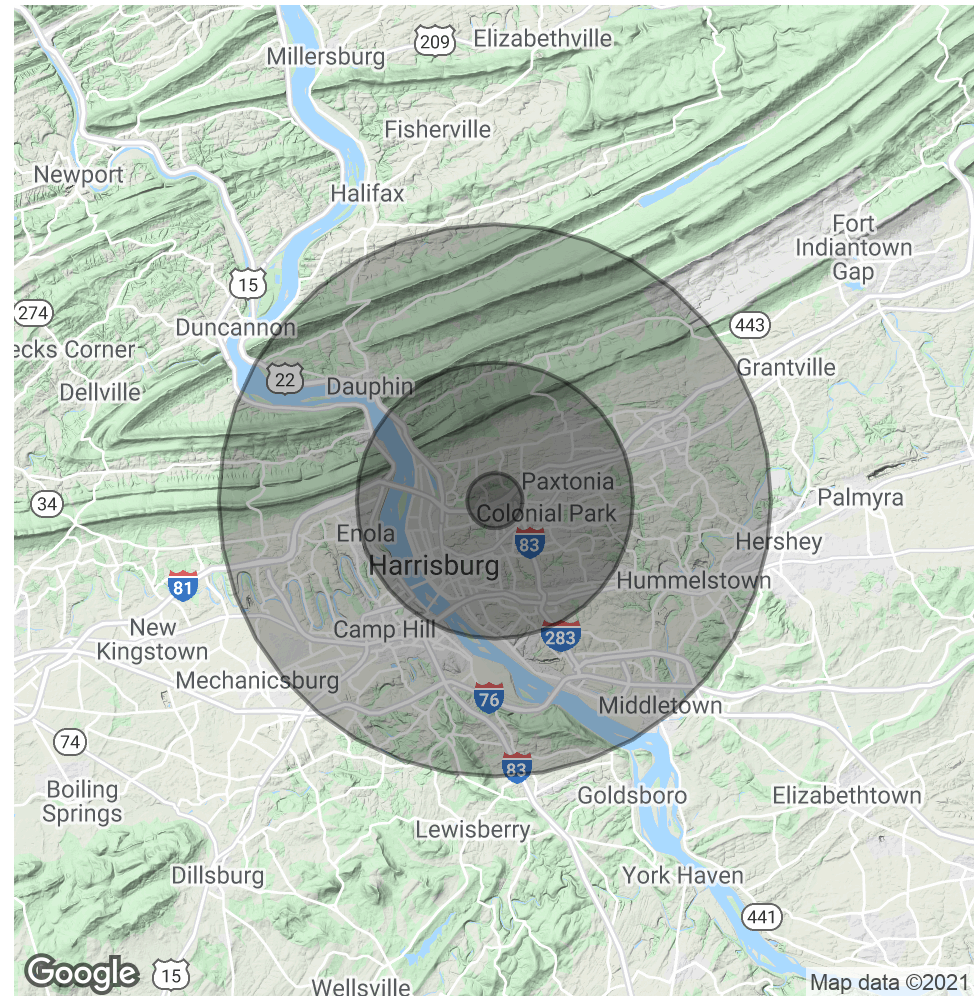 209
Elizabethville
Millersburg
Fisherville
Newport
Halifax
Fort
Indiantown
Gap
15
274
Duncannon
443
ecks Corner
22
Dauphin
Grantville
Dellville
Paxtonia
34
Colonial Park
Palmyra
Enola
83
Hershey
Harrisburg
81
Hummelstown
New
Kingstown
Camp Hill
283
Mechanicsburg
76
Middletown
74
83
Boiling
Springs
Goldsboro
Elizabethtown
Lewisberry
Dillsburg
York Haven
441
Google
15
Wellsville
Map data ©2021